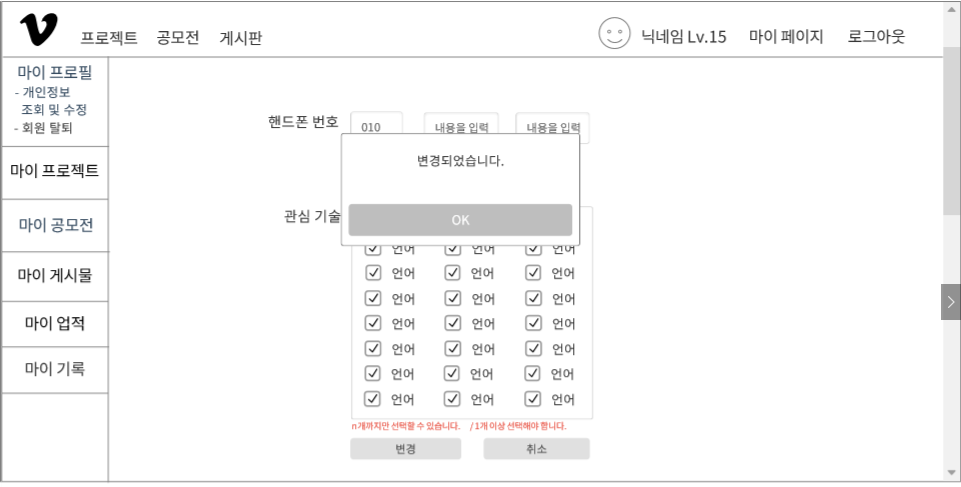 프로젝트 공모전 게시판 닉네임 Lv.15 마이 페이지 로그아웃
마이 프로필
- 개인정보
조회 및 수정
- 회원 탈퇴
마이 프로젝트
마이 공모전
마이 게시물
마이 업적
마이 기록
핸드폰 번호 010 내용을 입력 내용을 입력
변경되었습니다.
OK
관심 기술
언어 언어 언어
언어 언어 언어
언어 언어 언어
언어 언어 언어
언어 언어 언어
언어 언어 언어
언어 언어 언어
n개까지만 선택할 수 있습니다. / 1개 이상 선택해야 합니다.
변경 취소